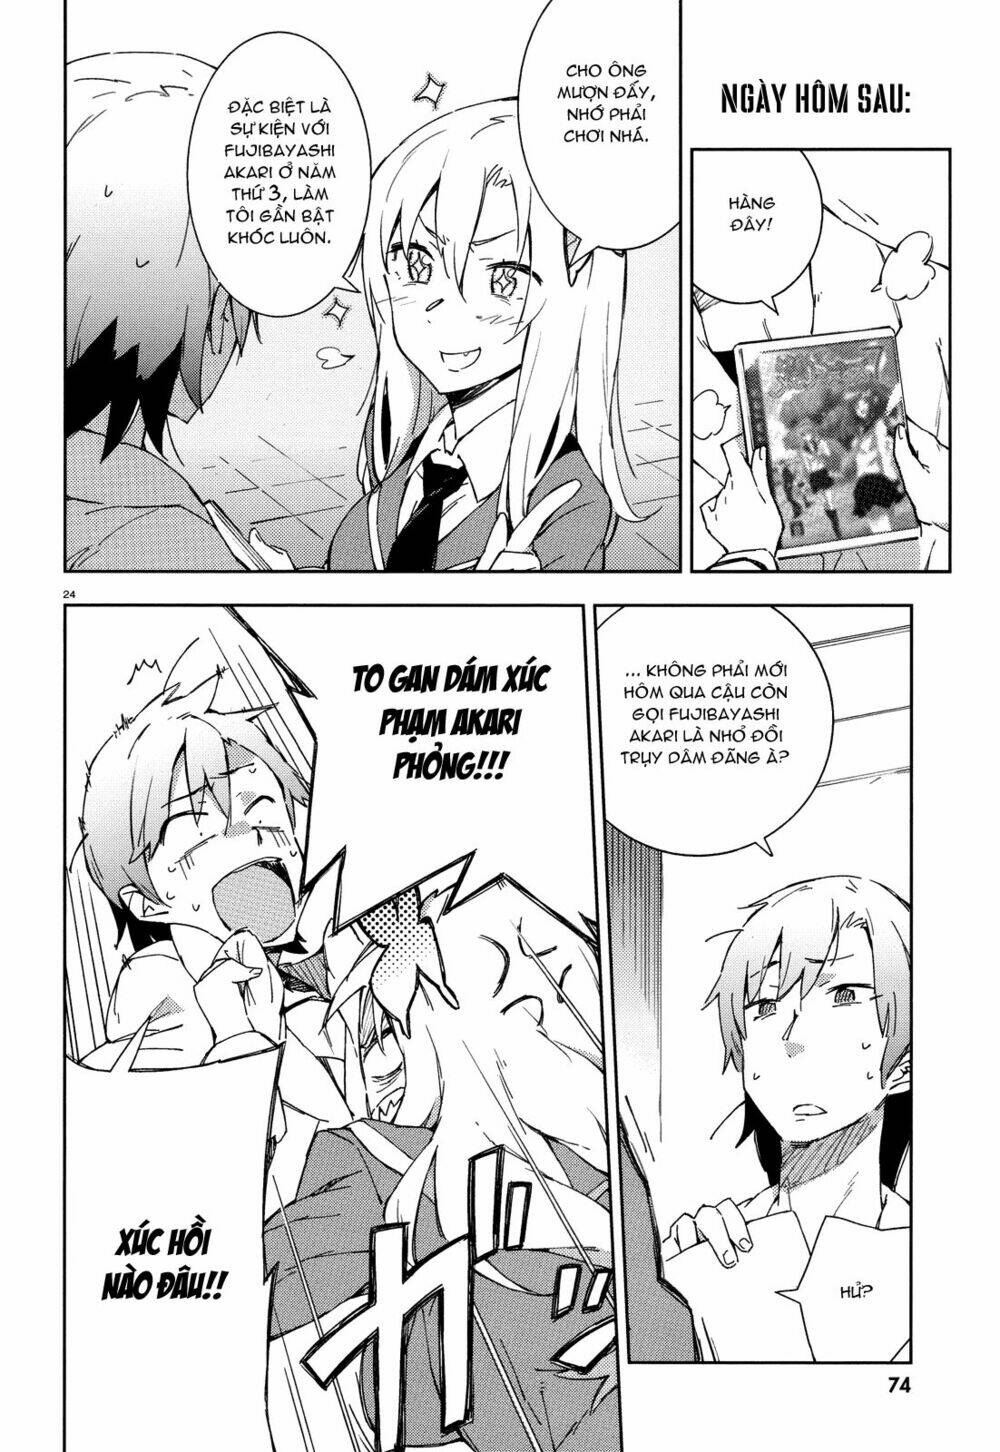 NGÀY HÔM SAU:
HÀNG
ĐÂY!
CHO ÔNG
MƯỢN ĐẤY,
NHỚ PHẢI
CHƠI NHÁ.
ĐẶC BIỆT LÀ
SỰ KIỆN VỚI
FUJIBAYASHI
AKARI Ở NĂM
THỨ 3, LÀM
TÔI GẦN BẬT
KHÓC LUÔN.
24
... KHÔNG PHẢI MỚI
HÔM QUA CẬU CÒN
GỌI FUJIBAYASHI
AKARI LÀ NHỎ ĐỒI
TRỤY DÂM ĐÃNG À?
HỬ?
TO GAN DÁM XÚC
PHẠM AKARI
PHỎNG!!!
XÚC HỒI
NÀO ĐÂU!!
ガガ
74